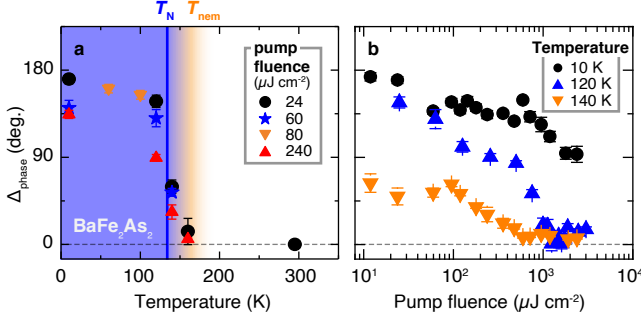 T_N T_nem
a
pump
fluence
(μJ cm⁻²)
24
60
80
240
BaFe₂As₂
180
90
0
Δ_phase (deg.)
0 100 200 300
Temperature (K)
b
Temperature
10 K
120 K
140 K
10¹ 10² 10³ 10⁴
Pump fluence (μJ cm⁻²)